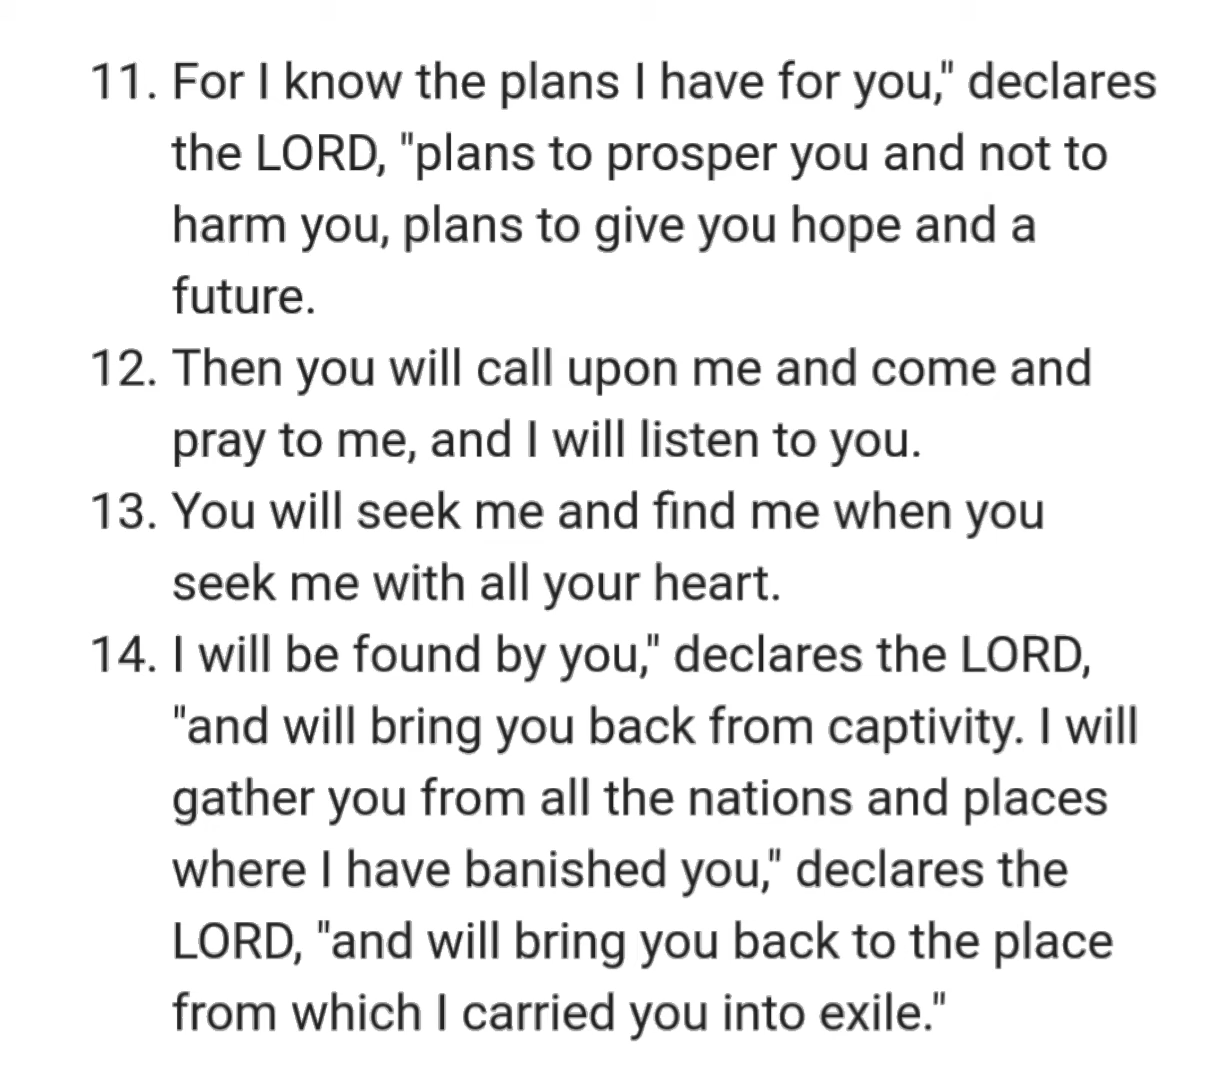 11. For I know the plans I have for you," declares
the LORD, "plans to prosper you and not to
harm you, plans to give you hope and a
future.
12. Then you will call upon me and come and
pray to me, and I will listen to you.
13. You will seek me and find me when you
seek me with all your heart.
14. I will be found by you," declares the LORD,
"and will bring you back from captivity. I will
gather you from all the nations and places
where I have banished you," declares the
LORD, "and will bring you back to the place
from which I carried you into exile."